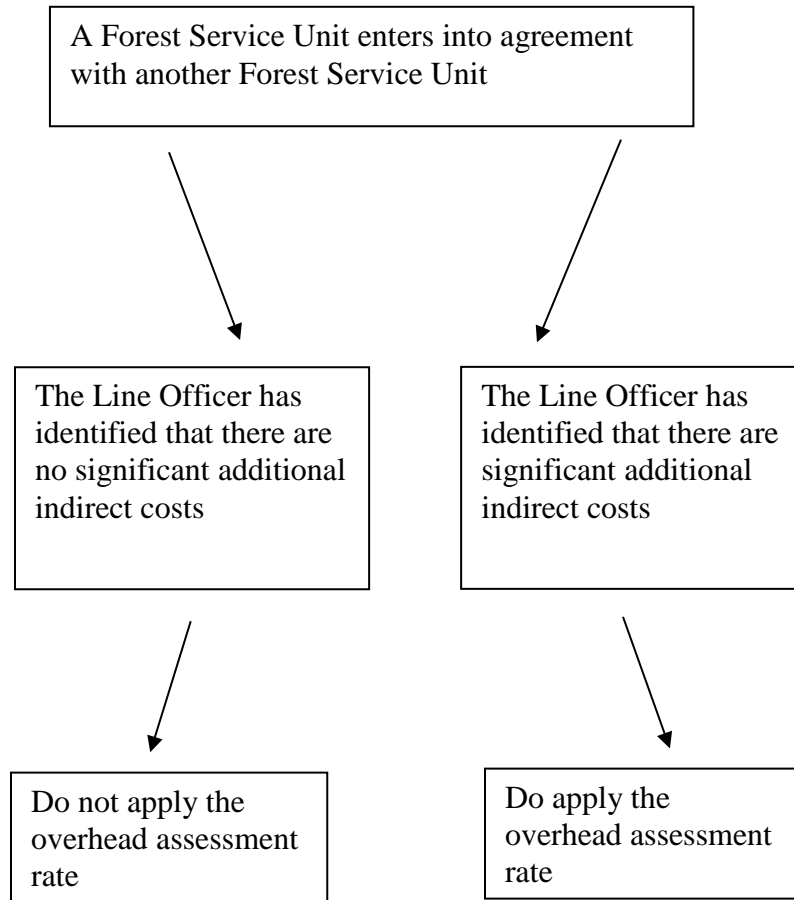 A Forest Service Unit enters into agreement
with another Forest Service Unit
The Line Officer has
identified that there are
no significant additional
indirect costs
The Line Officer has
identified that there are
significant additional
indirect costs
Do not apply the
overhead assessment
rate
Do apply the
overhead assessment
rate